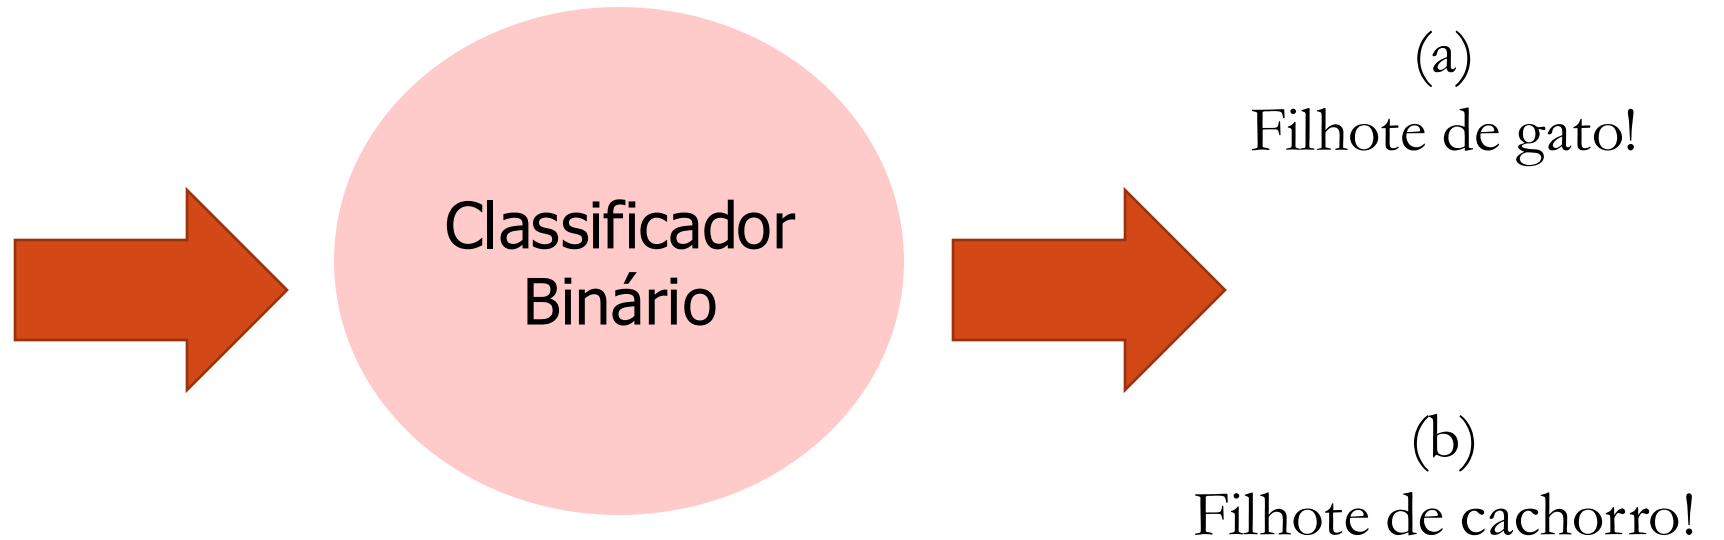 Classificador
Binário
(a)
Filhote de gato!
(b)
Filhote de cachorro!